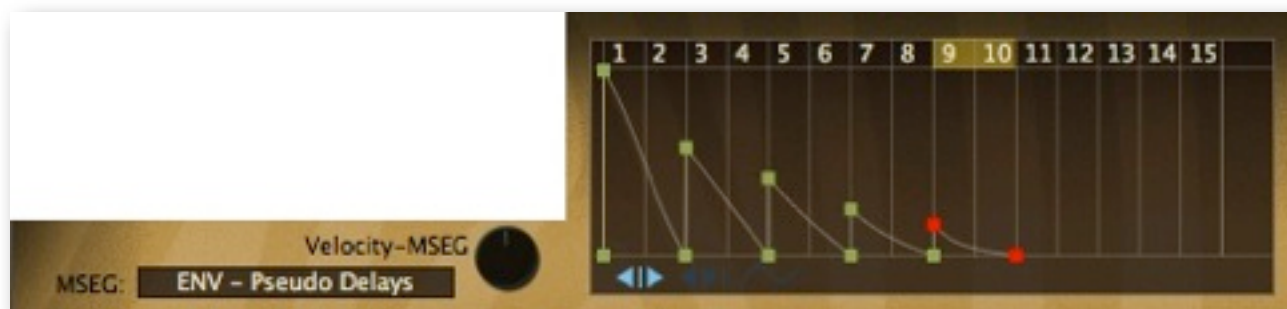 1 2 3 4 5 6 7 8 9 10 11 12 13 14 15
Velocity-MSEG
MSEG: ENV - Pseudo Delays